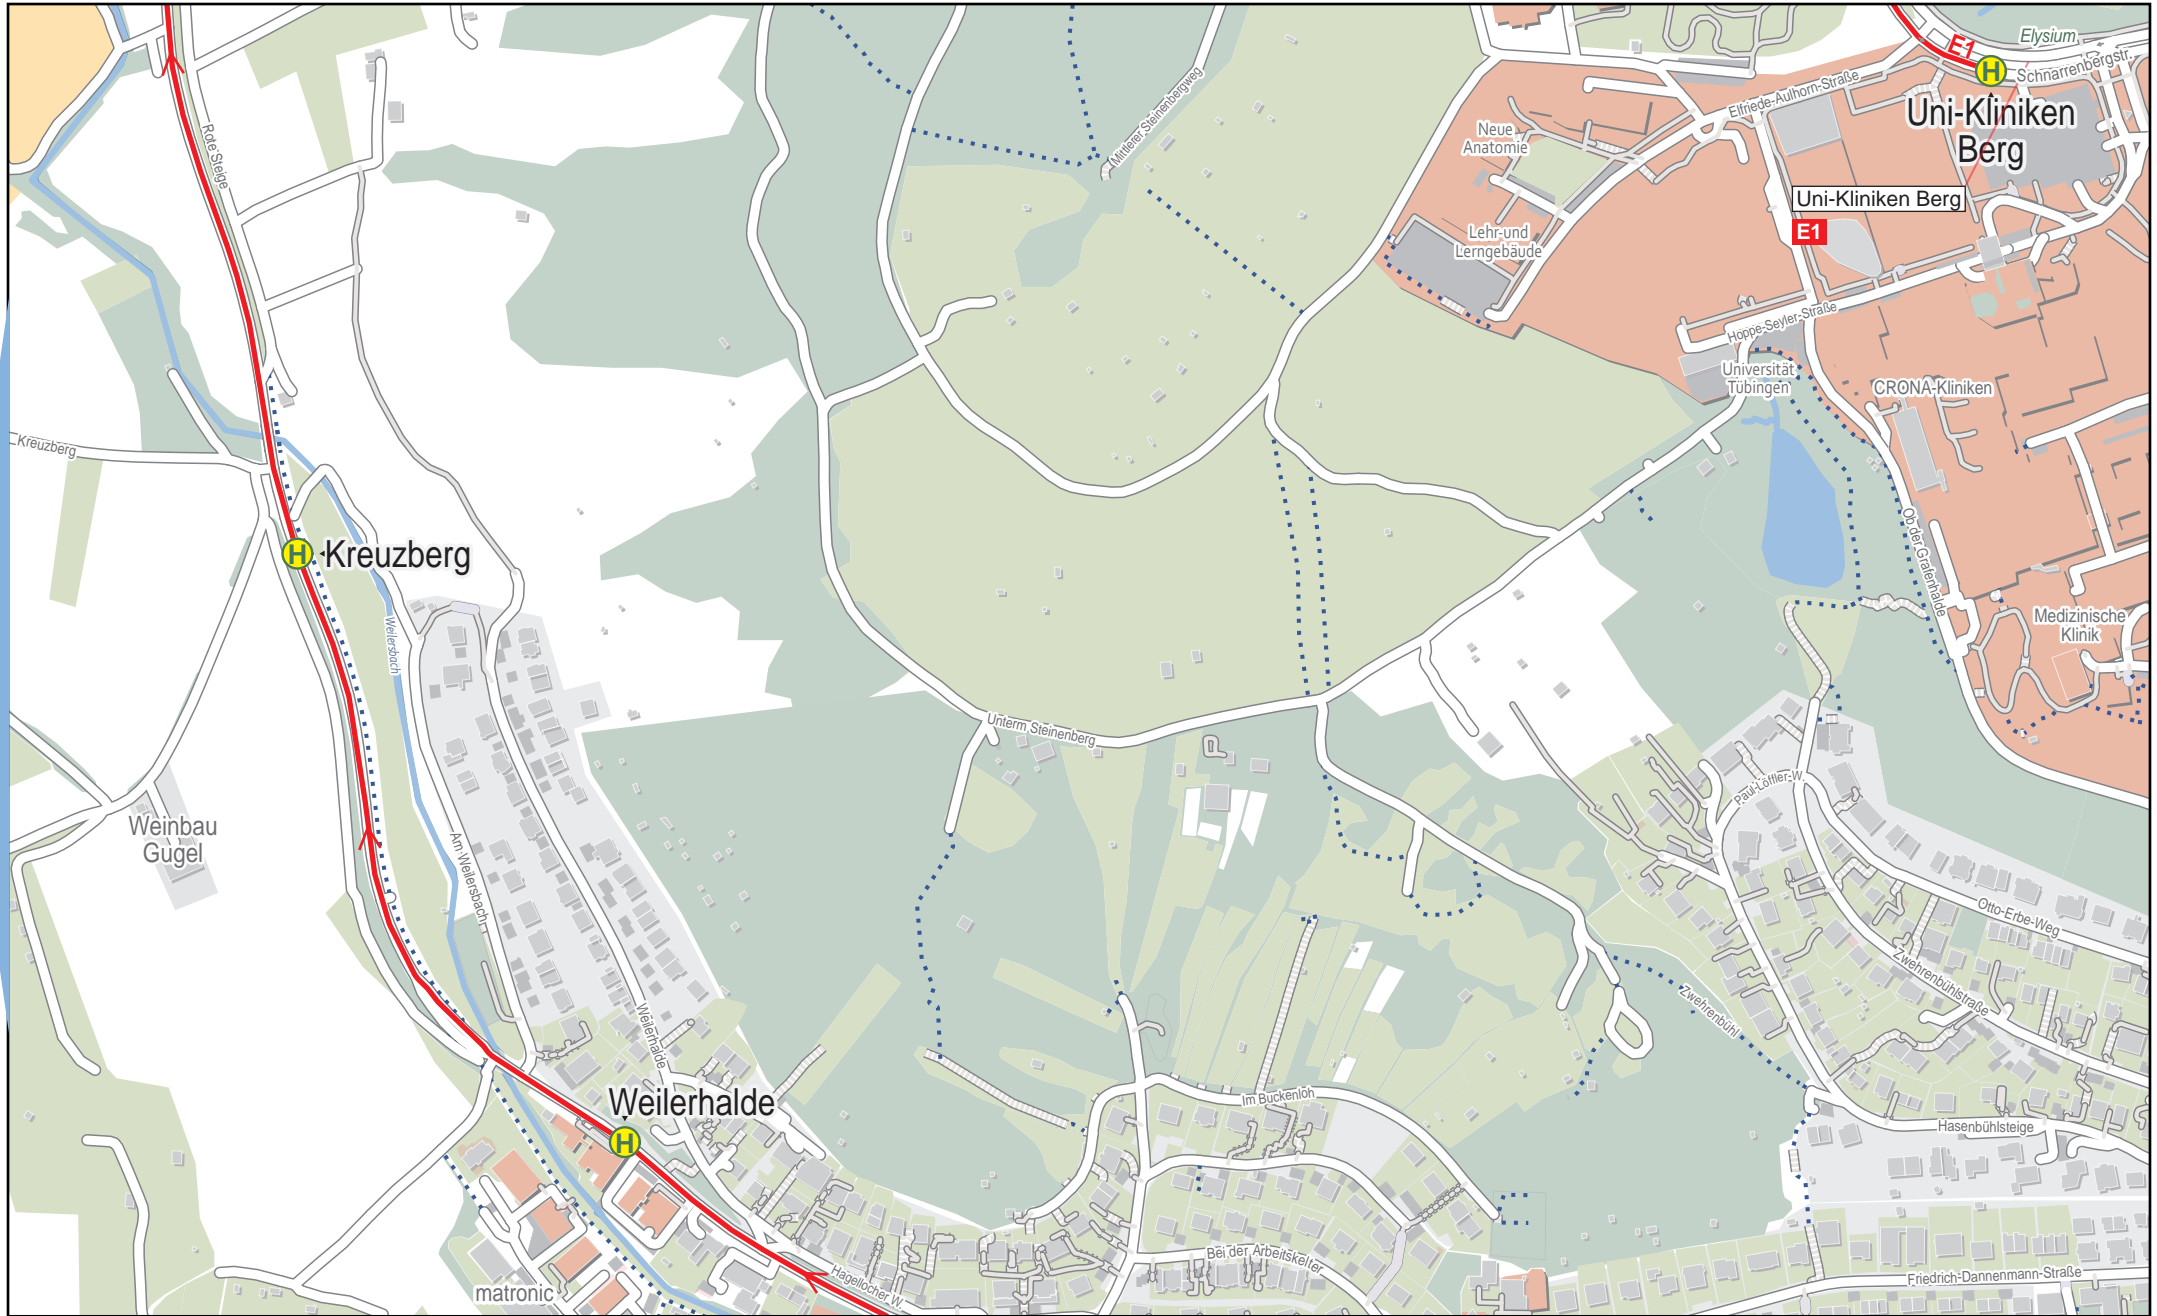 Elysium
E1
H
Schnarrenbergstr.
Elfriede-Aulhorn-Straße
Uni-Kliniken
Berg
Mittlerer Steinenbergweg
Neue
Anatomie
Rote Steige
Uni-Kliniken Berg
E1
Lehr-und
Lerngebäude
Hoppe-Seyler-Straße
Universität
Tübingen
CRONA-Kliniken
Kreuzberg
H
Kreuzberg
Ob der Grafenhalde
Medizinische
Klinik
Weilersbach
Unterm Steinenberg
Paul-Löffler-W.
Weinbau
Gugel
Am Weilersbach
Otto-Erbe-Weg
Zwehrenbühlstraße
Zwehrenbühl
Weilerhalde
Weilerhalde
H
Im Buckenloh
Hasenbühlsteige
Bei der Arbeitskelter
Hagellocher W.
Friedrich-Dannenmann-Straße
matronic